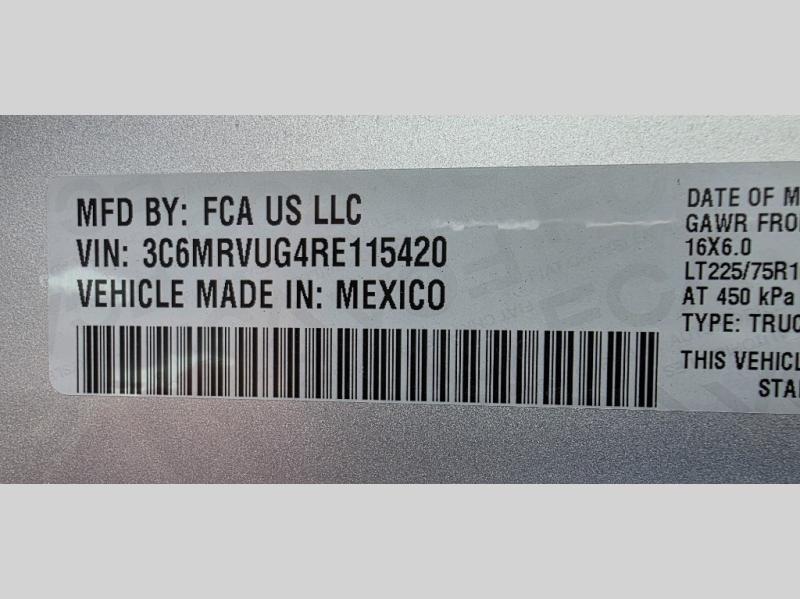 MFD BY: FCA US LLC
VIN: 3C6MRVUG4RE115420
VEHICLE MADE IN: MEXICO
DATE OF M
GAWR FRO
16X6.0
LT225/75R1
AT 450 kPa
TYPE: TRUC
THIS VEHICL
STA